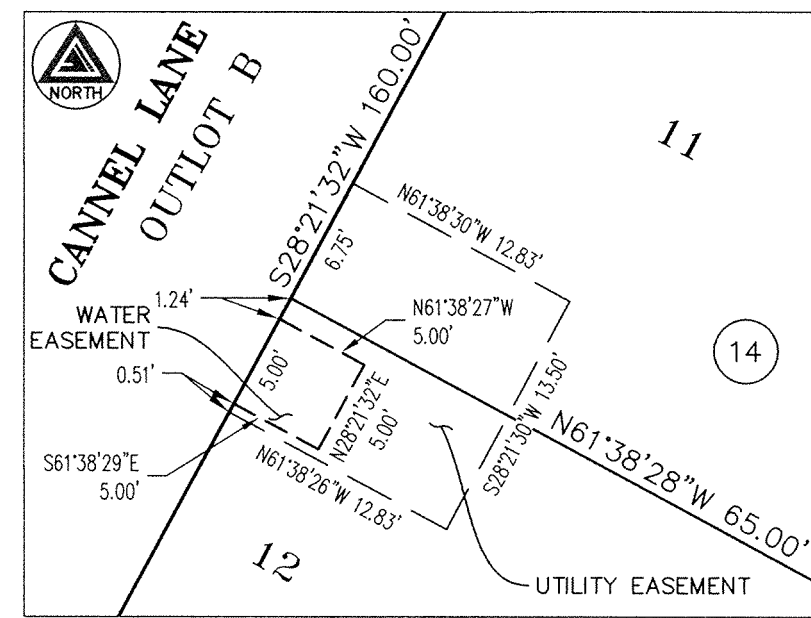 NORTH
CANNEL LANE
OUTLOT B
S28°21'32"W 160.00'
11
N61°38'30"W 12.83'
6.75'
1.24'
WATER
EASEMENT
N61°38'27"W
5.00'
14
0.51'
5.00'
N28°21'32"E
5.00'
S28°21'30"W 13.50'
N61°38'28"W 65.00'
S61°38'29"E
5.00'
N61°38'26"W 12.83'
12
UTILITY EASEMENT